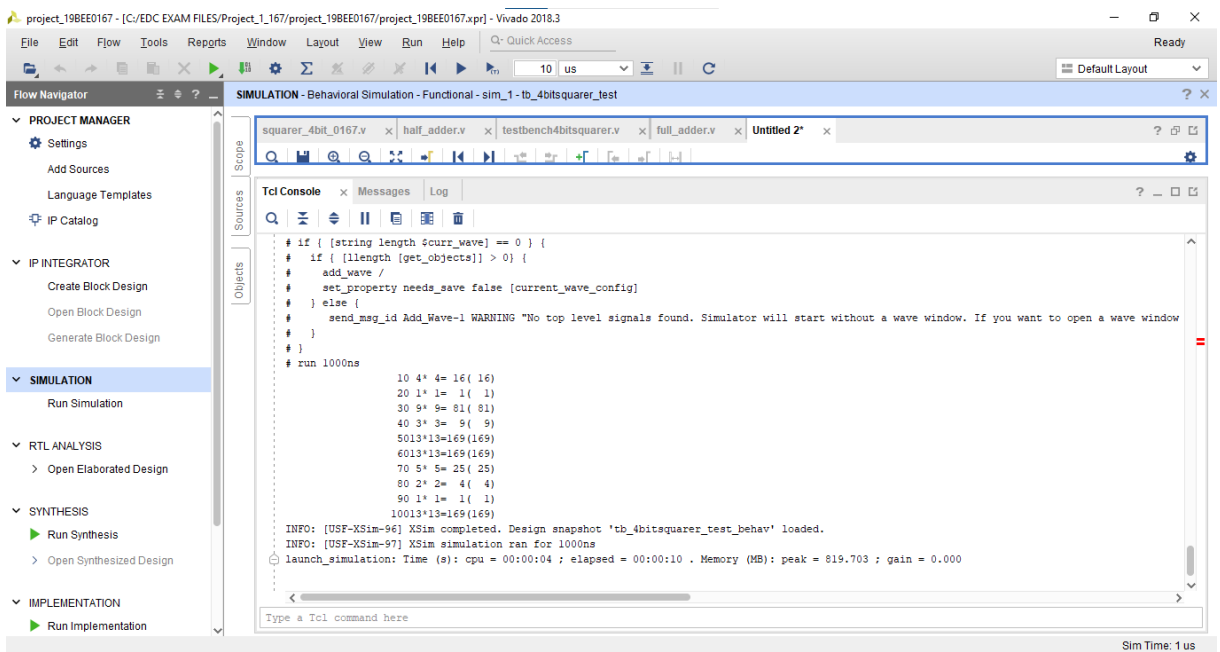 project_19BEE0167 - [C:/EDC EXAM FILES/Project_1_167/project_19BEE0167/project_19BEE0167.xpr] - Vivado 2018.3
File Edit Flow Tools Reports Window Layout View Run Help Q- Quick Access Ready
10 us Default Layout
Flow Navigator
SIMULATION - Behavioral Simulation - Functional - sim_1 - tb_4bitsquarer_test
PROJECT MANAGER
Settings
Add Sources
Language Templates
IP Catalog
IP INTEGRATOR
Create Block Design
Open Block Design
Generate Block Design
SIMULATION
Run Simulation
RTL ANALYSIS
Open Elaborated Design
SYNTHESIS
Run Synthesis
Open Synthesized Design
IMPLEMENTATION
Run Implementation
Scope
Sources
Objects
squarer_4bit_0167.v half_adder.v testbench4bitsquarer.v full_adder.v Untitled 2*
Tcl Console Messages Log
# if { [string length $curr_wave] == 0 } {
# if { [llength [get_objects]] > 0} {
# add_wave /
# set_property needs_save false [current_wave_config]
# } else {
# send_msg_id Add_Wave-1 WARNING "No top level signals found. Simulator will start without a wave window. If you want to open a wave window
# }
# }
# run 1000ns
10 4* 4= 16( 16)
20 1* 1= 1( 1)
30 9* 9= 81( 81)
40 3* 3= 9( 9)
5013*13=169(169)
6013*13=169(169)
70 5* 5= 25( 25)
80 2* 2= 4( 4)
90 1* 1= 1( 1)
10013*13=169(169)
INFO: [USF-XSim-96] XSim completed. Design snapshot 'tb_4bitsquarer_test_behav' loaded.
INFO: [USF-XSim-97] XSim simulation ran for 1000ns
launch_simulation: Time (s): cpu = 00:00:04 ; elapsed = 00:00:10 . Memory (MB): peak = 819.703 ; gain = 0.000
Type a Tcl command here
Sim Time: 1 us